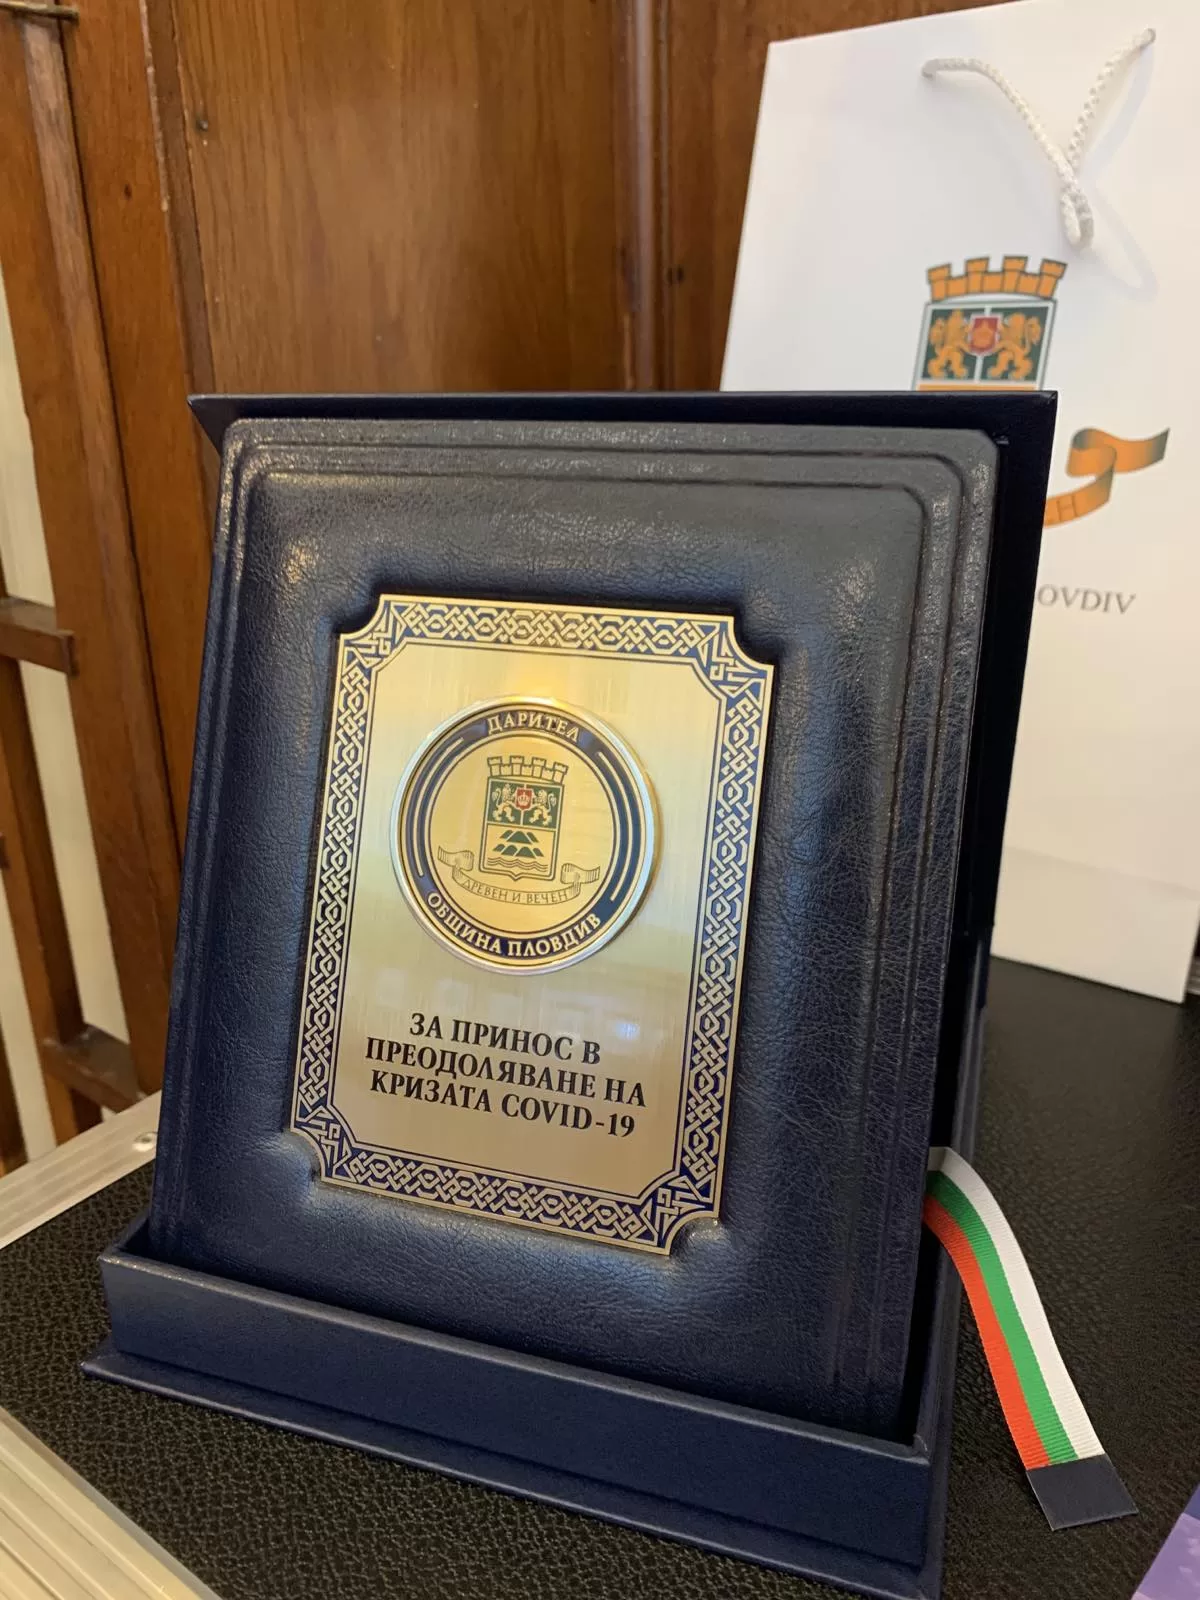 ДАРИТЕЛ
ДРЕВЕН И ВЕЧЕН
ОБЩИНА ПЛОВДИВ
ЗА ПРИНОС В
ПРЕОДОЛЯВАНЕ НА
КРИЗАТА COVID-19
OVDIV